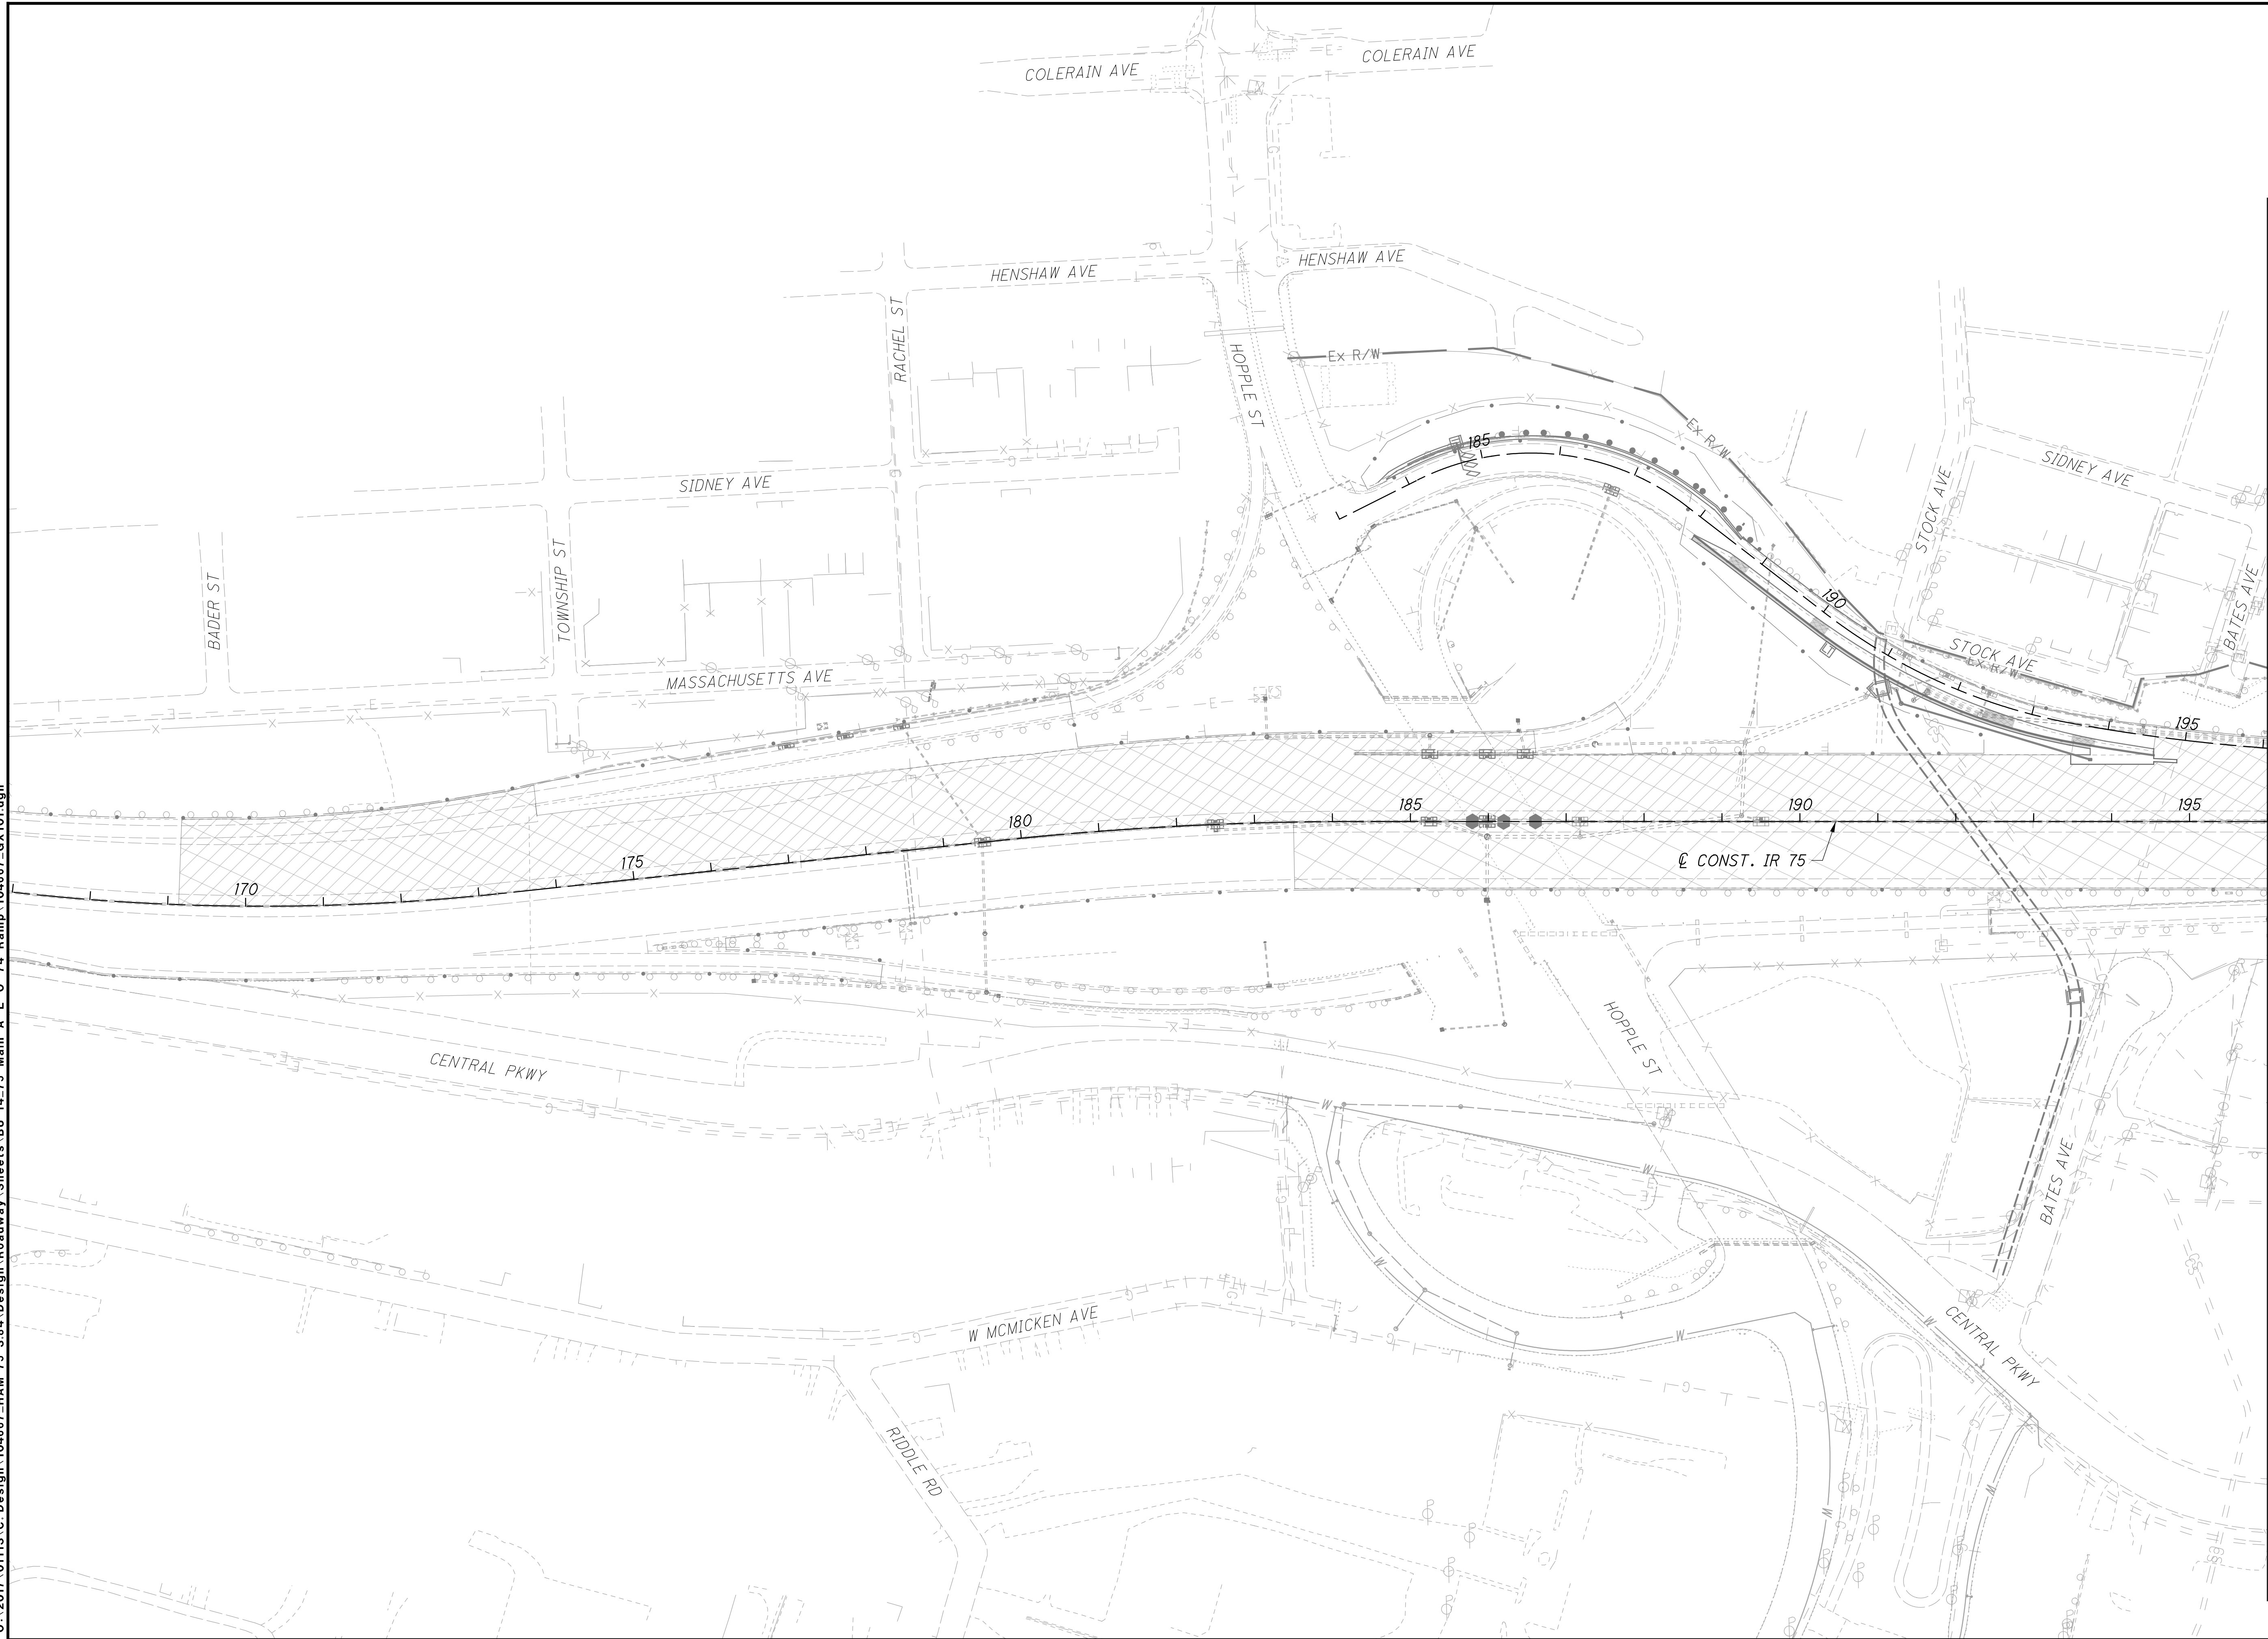 COLERAIN AVE
COLERAIN AVE
HENSHAW AVE
HENSHAW AVE
RACHEL ST
HOPPLE ST
Ex R/W
Ex R/W
185
SIDNEY AVE
SIDNEY AVE
STOCK AVE
TOWNSHIP ST
BADER ST
190
BATES AVE
STOCK AVE
Ex R/W
MASSACHUSETTS AVE
195
180
185
190
195
175
170
℄ CONST. IR 75
HOPPLE ST
CENTRAL PKWY
W
W
BATES AVE
W
W
W MCMICKEN AVE
W
CENTRAL PKWY
RIDDLE RD
W
W